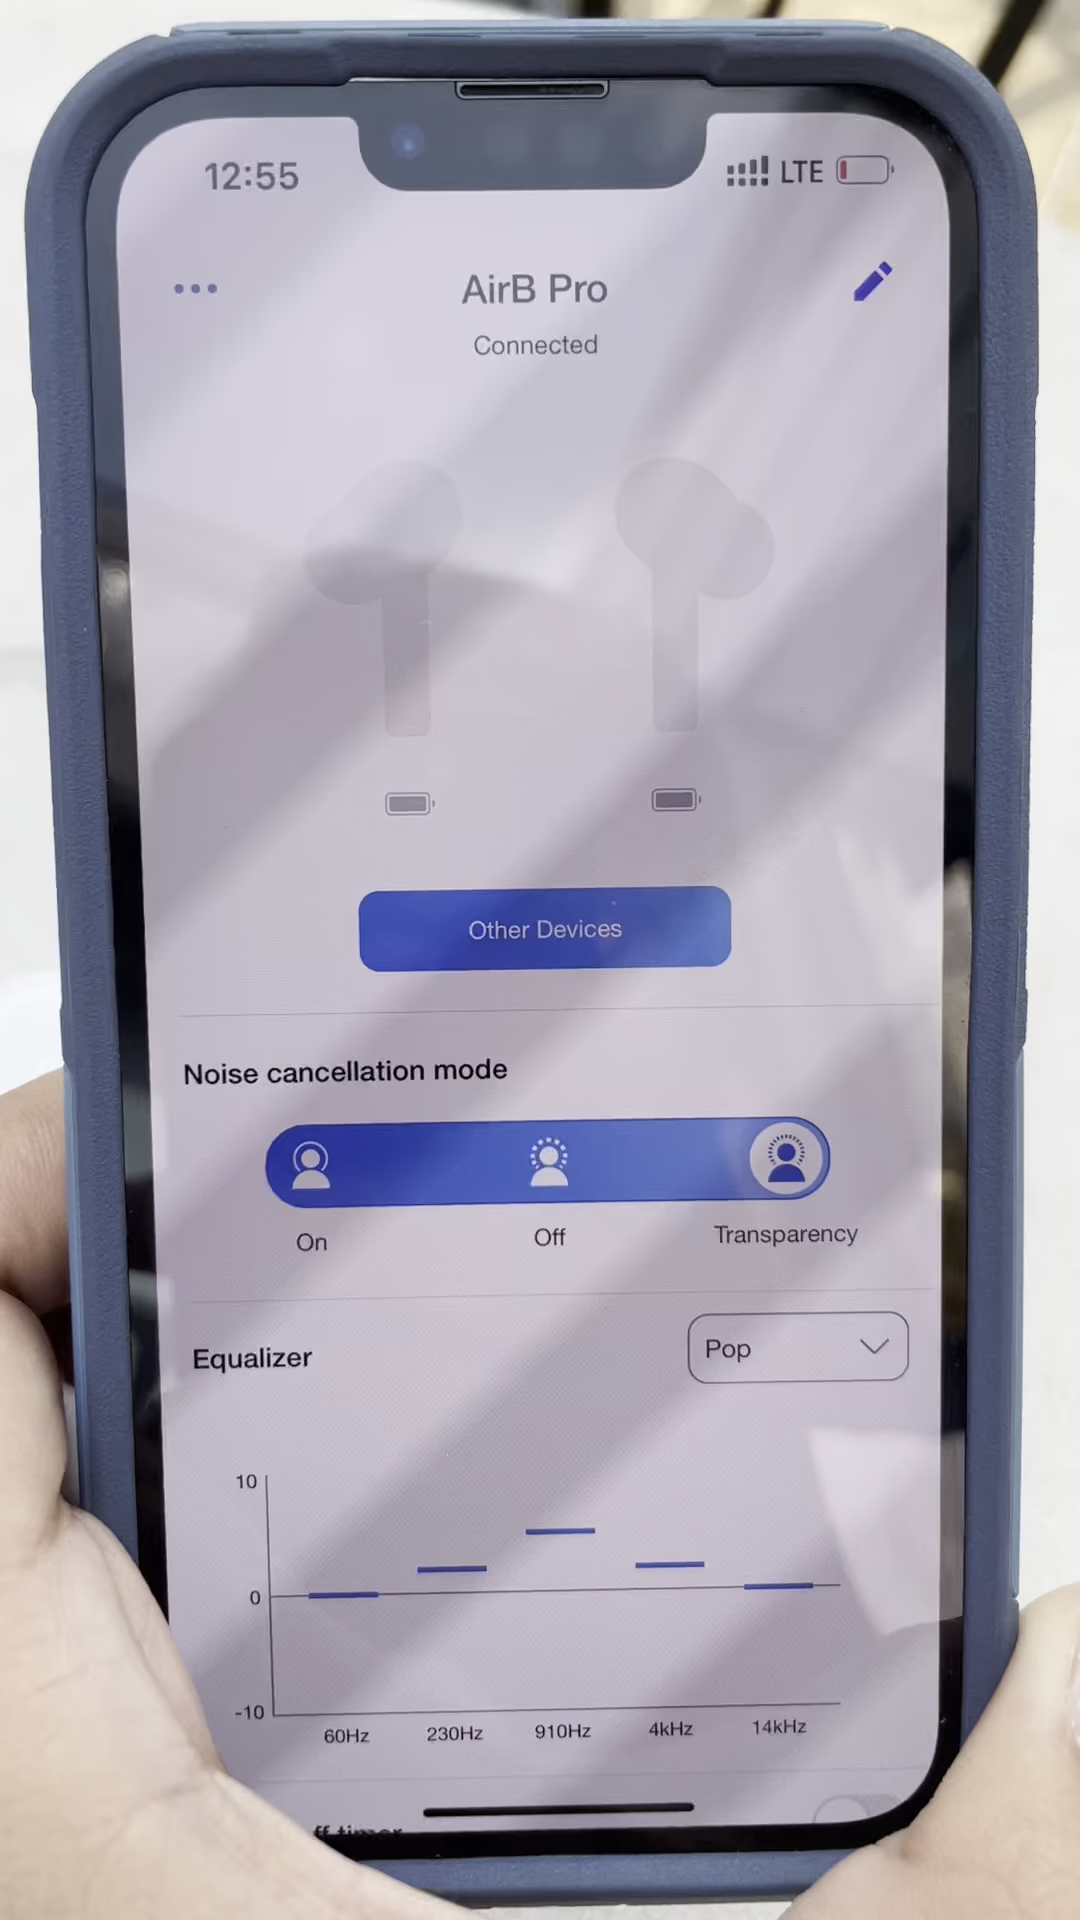 12:55
LTE
AirB Pro
Connected
Other Devices
Noise cancellation mode
On
Off
Transparency
Equalizer
Pop
10
0
-10
60Hz
230Hz
910Hz
4kHz
14kHz
timer